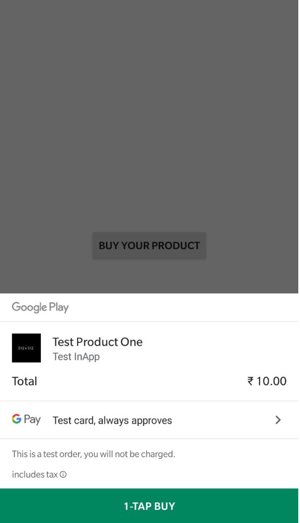 BUY YOUR PRODUCT
Google Play
Test Product One
Test InApp
Total ₹ 10.00
G Pay Test card, always approves
This is a test order, you will not be charged.
includes tax
1-TAP BUY